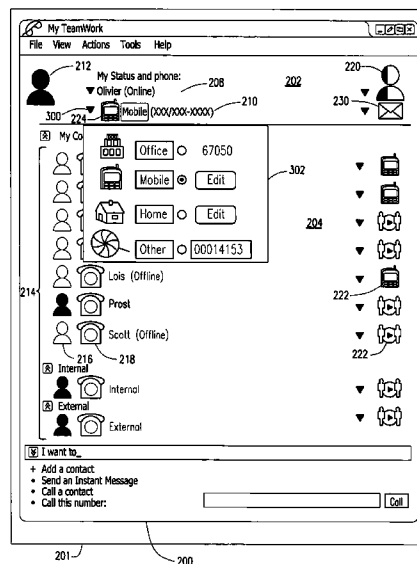 My TeamWork
File View Actions Tools Help
212
My Status and phone:
Olivier (Online)
208
202
220
300
224
Mobile (XXX/XXX-XXXX)
210
230
My Co
Office 67050
302
Mobile Edit
Home Edit
204
Other 00014153
Lois (Offline)
214
Prost
222
Scott (Offline)
216
218
222
Internal
Internal
External
External
I want to_
+ Add a contact
• Send an Instant Message
• Call a contact
• Call this number:
Call
201
200